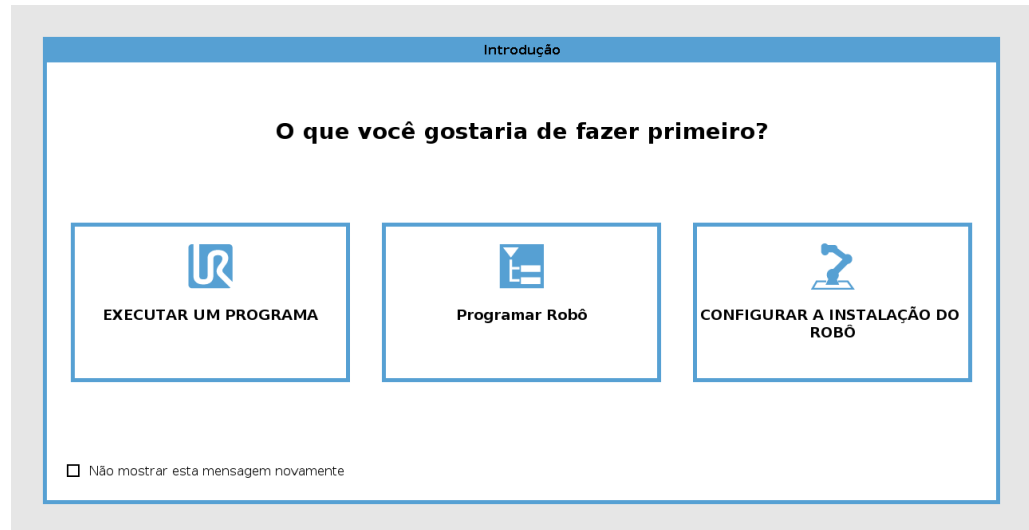 Introdução
O que você gostaria de fazer primeiro?
UR
EXECUTAR UM PROGRAMA
Programar Robô
CONFIGURAR A INSTALAÇÃO DO
ROBÔ
Não mostrar esta mensagem novamente